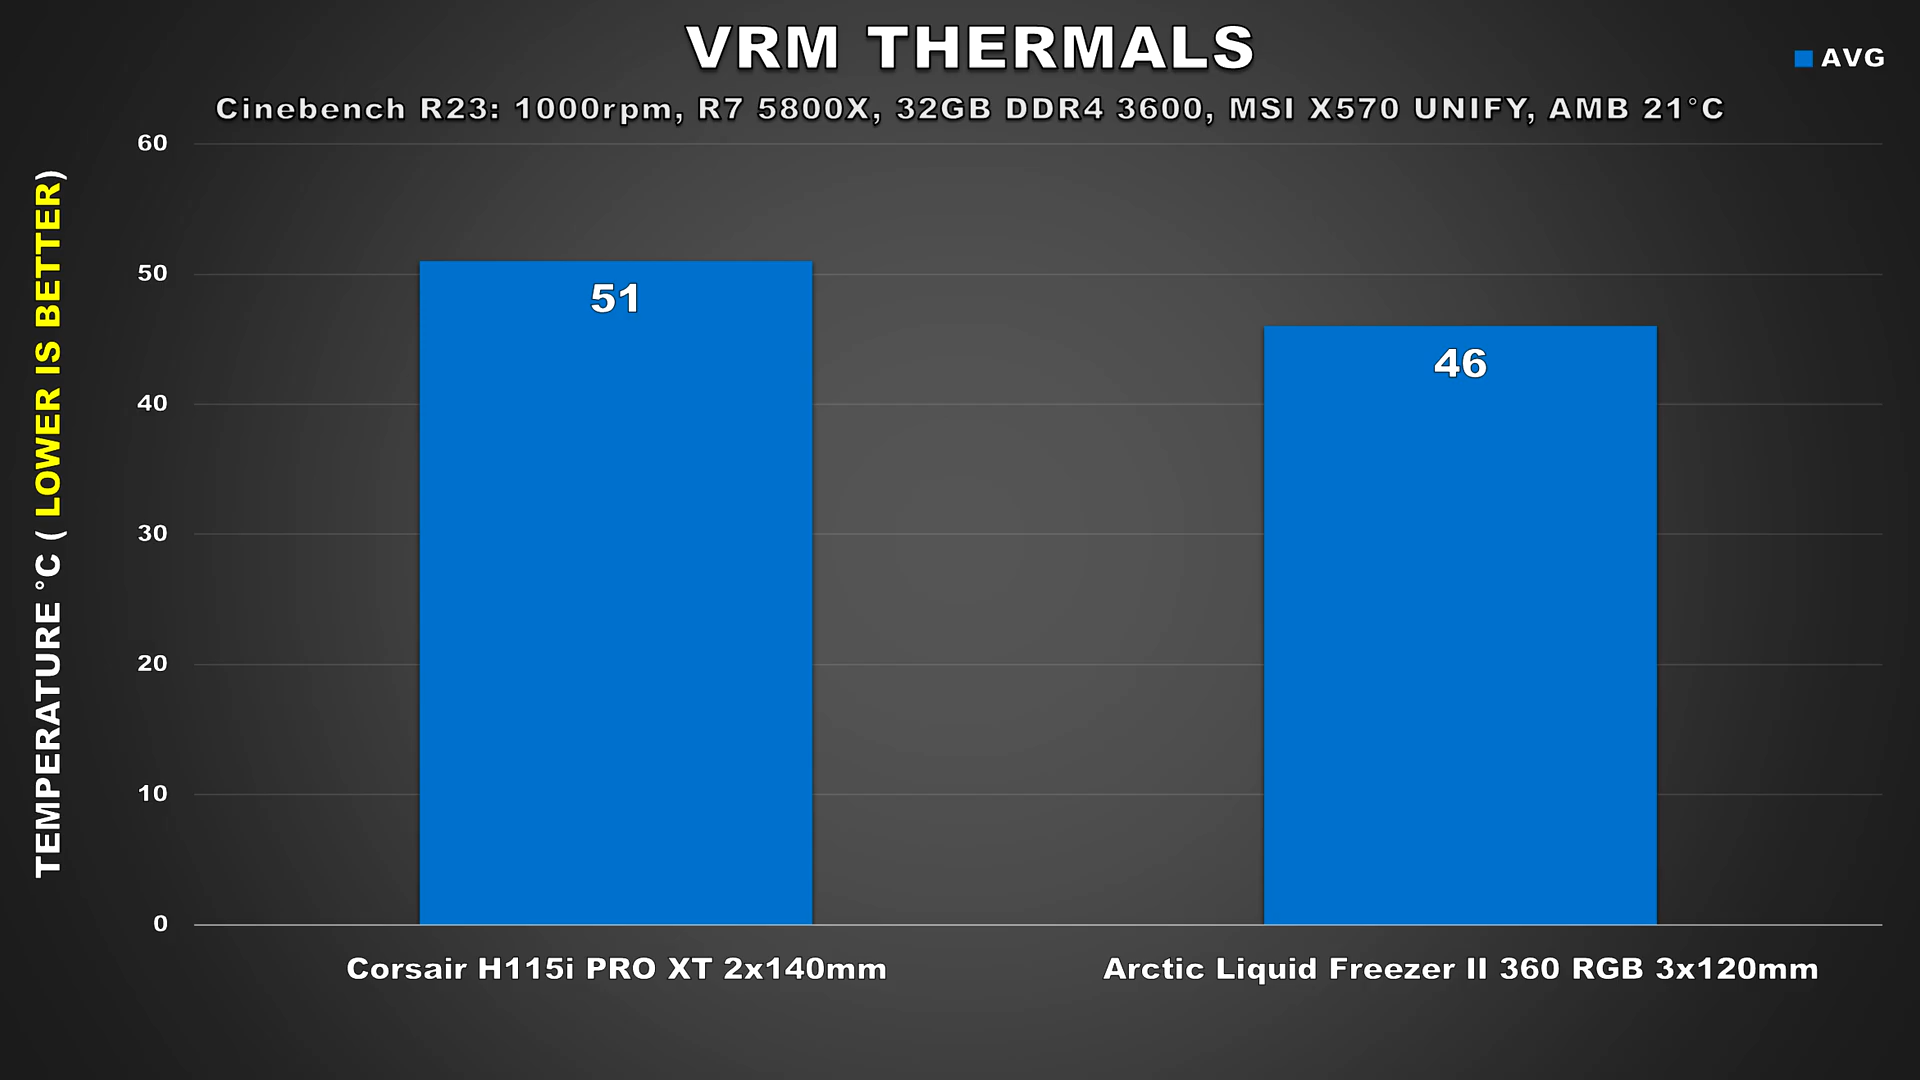 VRM THERMALS
AVG
Cinebench R23: 1000rpm, R7 5800X, 32GB DDR4 3600, MSI X570 UNIFY, AMB 21°C
TEMPERATURE °C ( LOWER IS BETTER)
60
50
40
30
20
10
0
51
46
Corsair H115i PRO XT 2x140mm
Arctic Liquid Freezer II 360 RGB 3x120mm